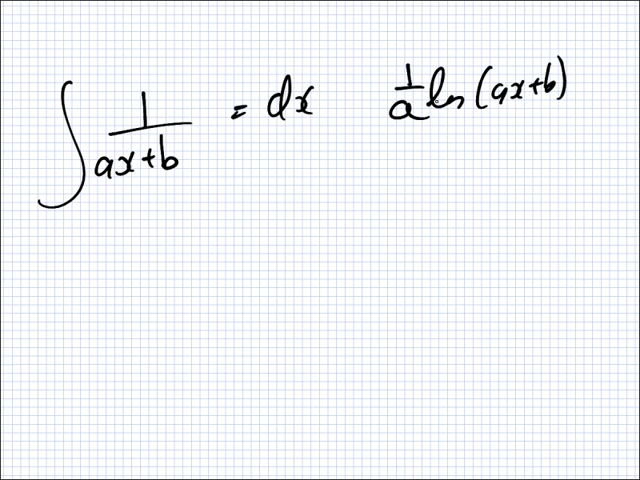 ∫ 1/(ax+b) = dx 1/a ln(ax+b)